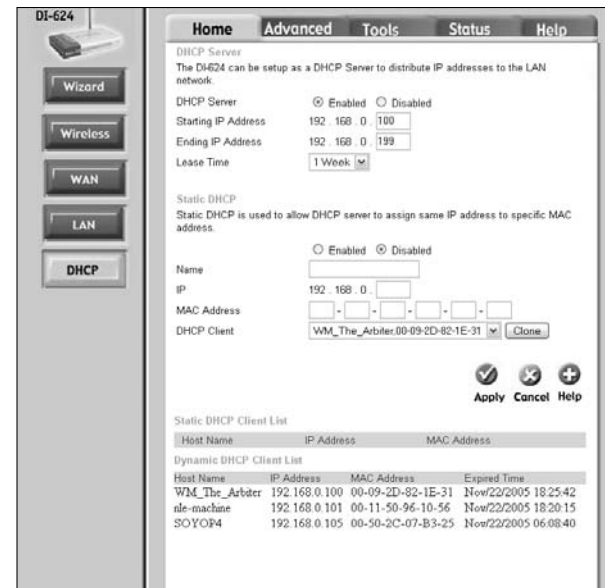 DI-624
Home Advanced Tools Status Help
Wizard
Wireless
WAN
LAN
DHCP
DHCP Server
The DI-624 can be setup as a DHCP Server to distribute IP addresses to the LAN
network.
DHCP Server Enabled Disabled
Starting IP Address 192 . 168 . 0 . 100
Ending IP Address 192 . 168 . 0 . 199
Lease Time 1 Week
Static DHCP
Static DHCP is used to allow DHCP server to assign same IP address to specific MAC
address.
Enabled Disabled
Name
IP 192 . 168 . 0 .
MAC Address - - - - -
DHCP Client WM_The_Arbiter,00-09-2D-82-1E-31 Clone
Apply Cancel Help
Static DHCP Client List
Host Name IP Address MAC Address
Dynamic DHCP Client List
Host Name IP Address MAC Address Expired Time
WM_The_Arbiter 192.168.0.100 00-09-2D-82-1E-31 Nov/22/2005 18:25:42
nle-machine 192.168.0.101 00-11-50-96-10-56 Nov/22/2005 18:20:15
SOYOP4 192.168.0.105 00-50-2C-07-B3-25 Nov/22/2005 06:08:40